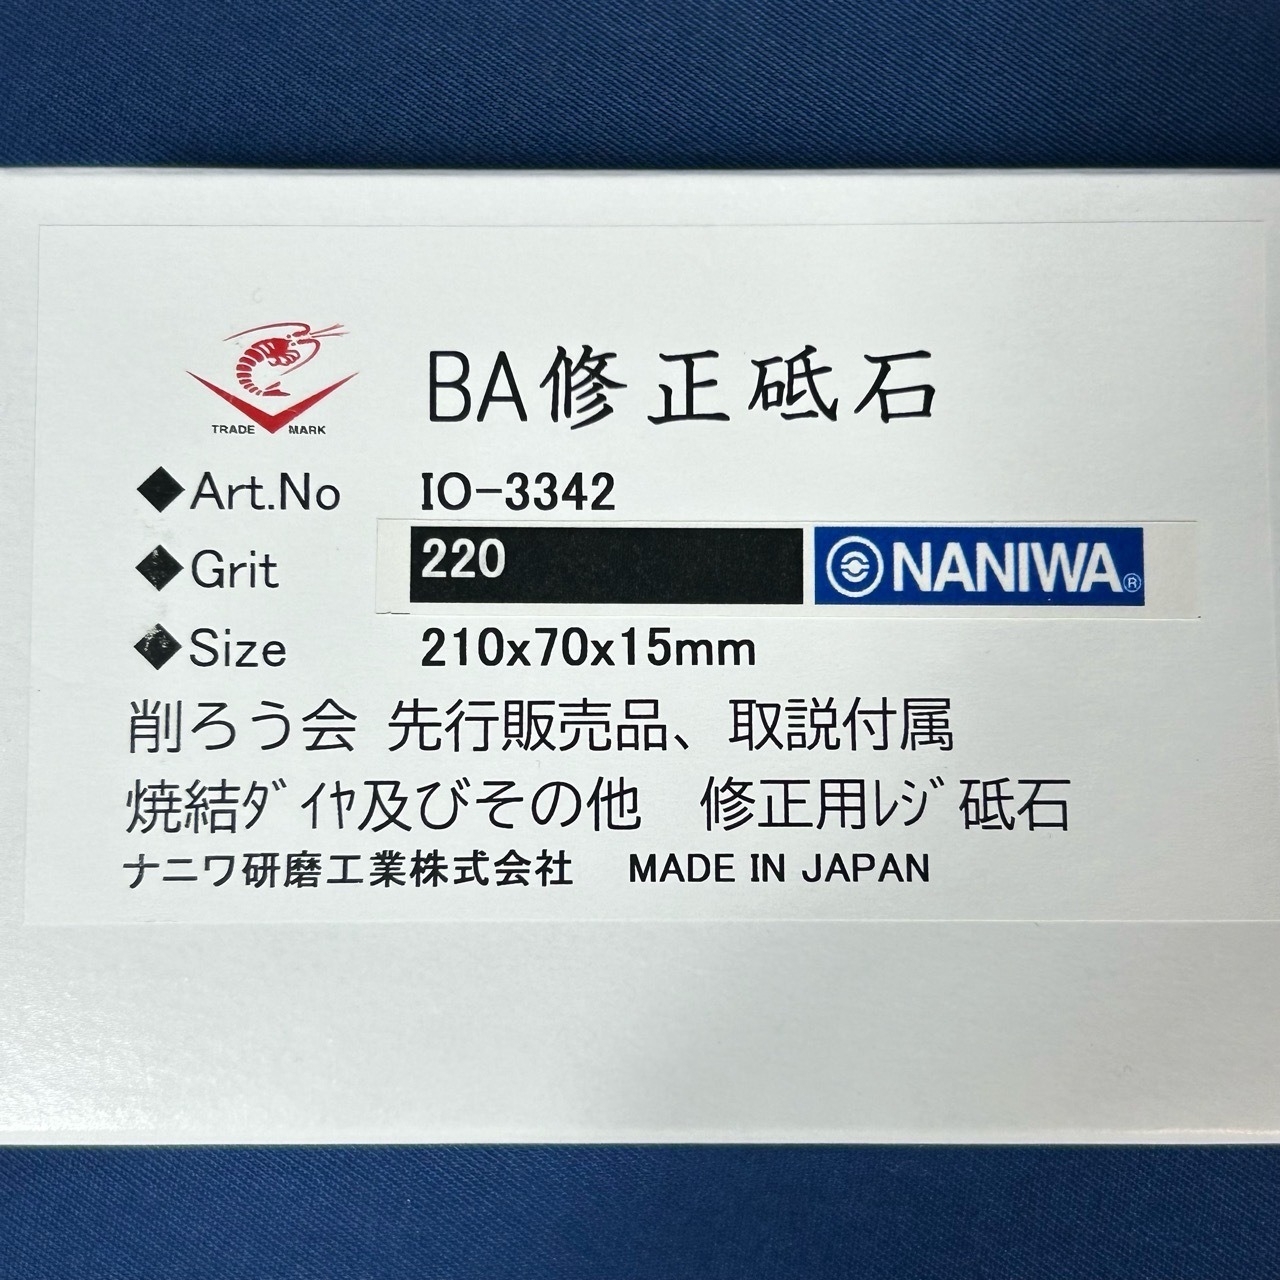 TRADE MARK
BA修正砥石
◆Art.No IO-3342
◆Grit 220 NANIWA®
◆Size 210x70x15mm
削ろう会 先行販売品、取説付属
焼結ﾀﾞｲﾔ及びその他 修正用ﾚｼﾞ砥石
ナニワ研磨工業株式会社 MADE IN JAPAN